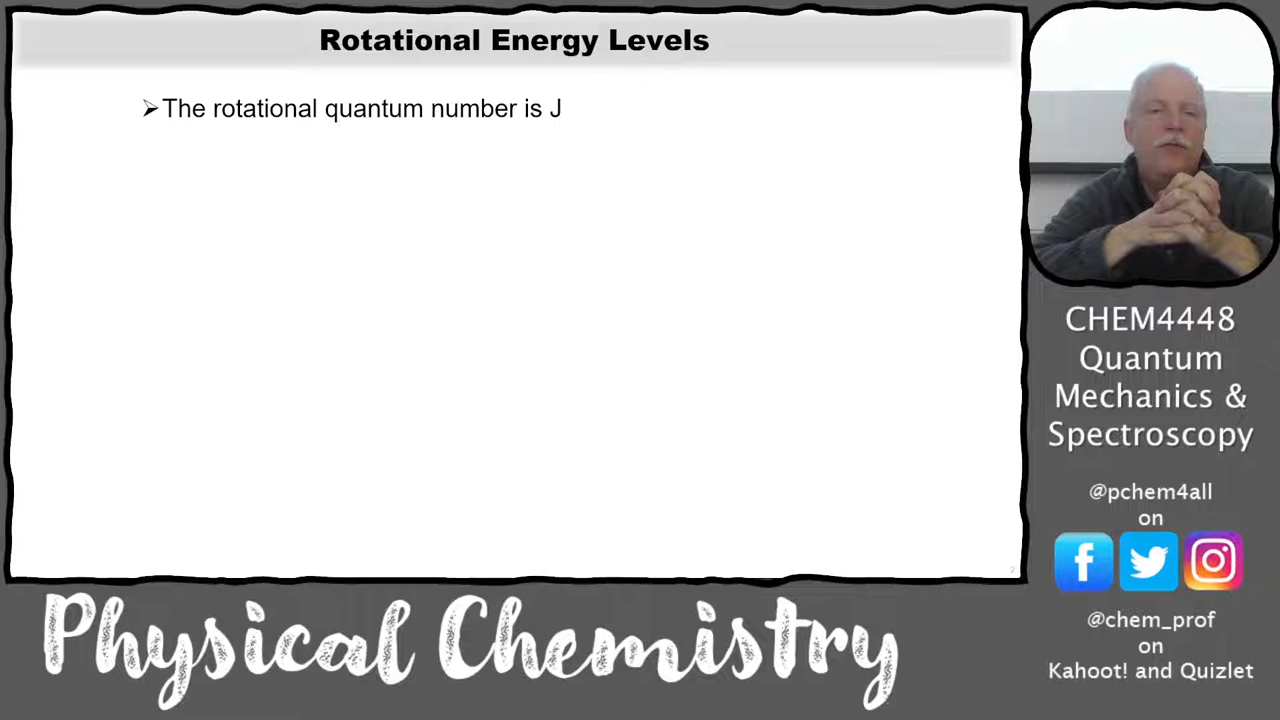 Rotational Energy Levels
➢The rotational quantum number is J
2
CHEM4448
Quantum
Mechanics &
Spectroscopy
@pchem4all
on
@chem_prof
on
Kahoot! and Quizlet
Physical Chemistry